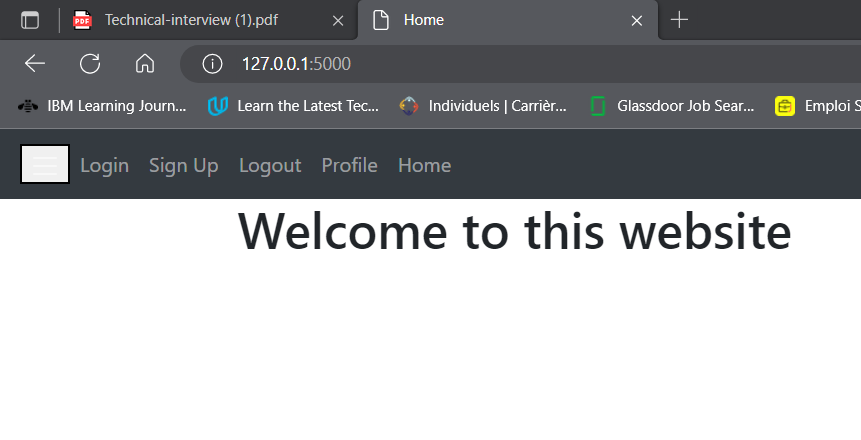 Technical-interview (1).pdf
Home
127.0.0.1:5000
IBM Learning Journ...
Learn the Latest Tec...
Individuels | Carrièr...
Glassdoor Job Sear...
Emploi S
Login
Sign Up
Logout
Profile
Home
Welcome to this website